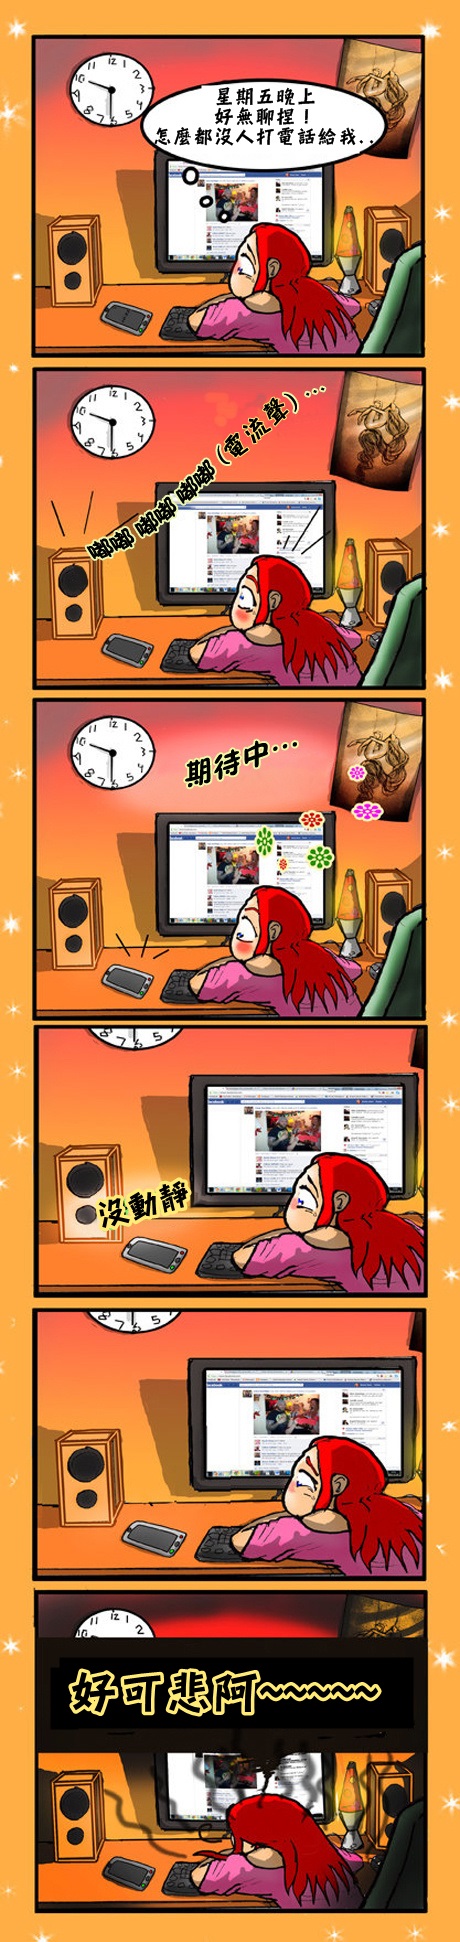 星期五晚上
好無聊捏！
怎麼都沒人打電話給我..
嘟嘟 嘟嘟 嘟嘟(電流聲)…
期待中…
沒動靜
好可悲阿~~~~~